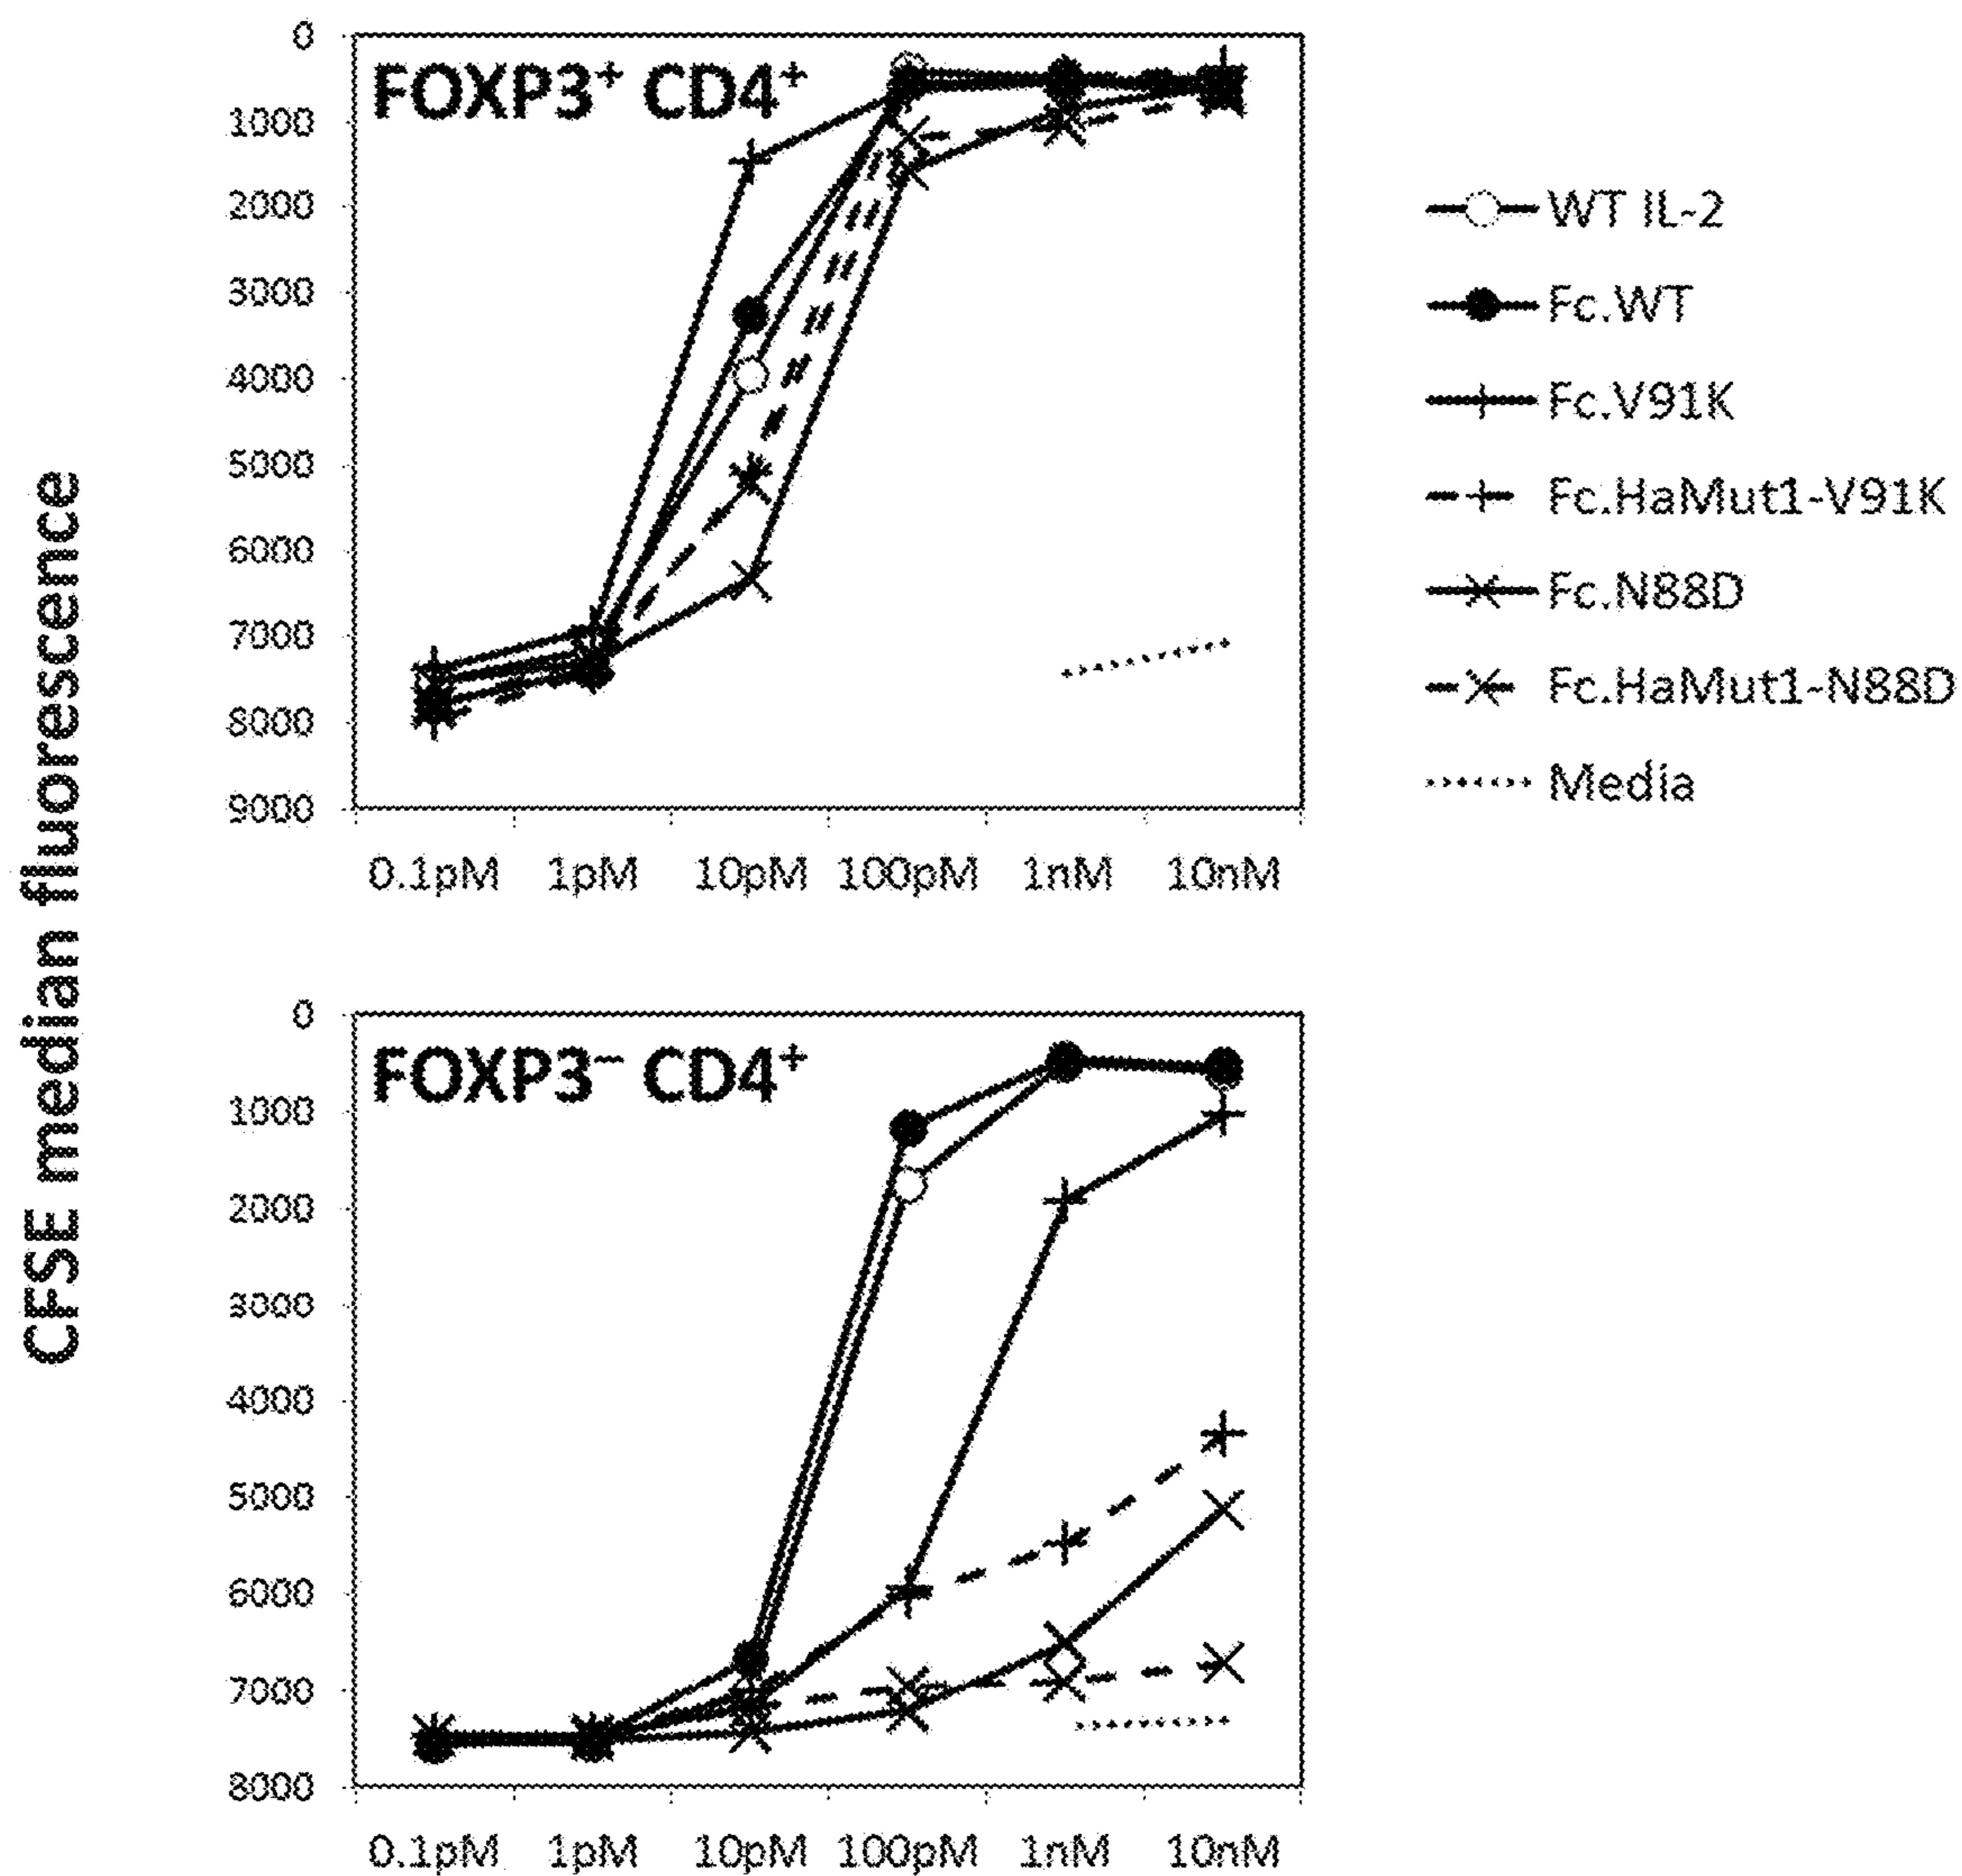 CFSE median fluorescence
FOXP3⁺ CD4⁺
0
1000
2000
3000
4000
5000
6000
7000
8000
9000
0.1pM 1pM 10pM 100pM 1nM 10nM
WT IL-2
Fc.WT
Fc.V91K
Fc.HaMut1-V91K
Fc.N88D
Fc.HaMut1-N88D
Media
FOXP3⁻ CD4⁺
0
1000
2000
3000
4000
5000
6000
7000
8000
0.1pM 1pM 10pM 100pM 1nM 10nM